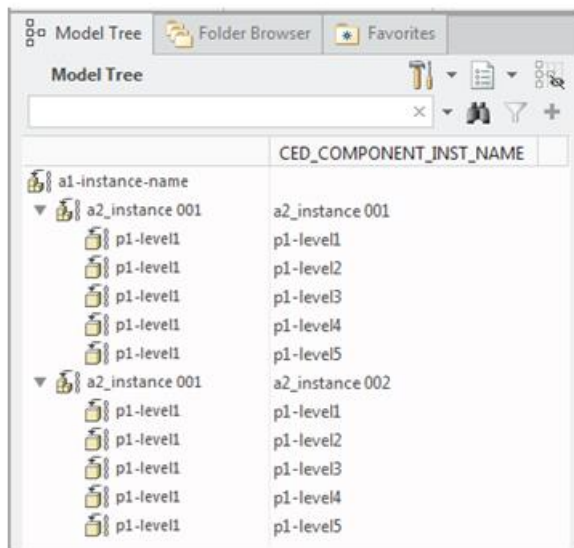 Model Tree Folder Browser Favorites
Model Tree
CED_COMPONENT_INST_NAME
a1-instance-name
a2_instance 001 a2_instance 001
p1-level1 p1-level1
p1-level1 p1-level2
p1-level1 p1-level3
p1-level1 p1-level4
p1-level1 p1-level5
a2_instance 001 a2_instance 002
p1-level1 p1-level1
p1-level1 p1-level2
p1-level1 p1-level3
p1-level1 p1-level4
p1-level1 p1-level5